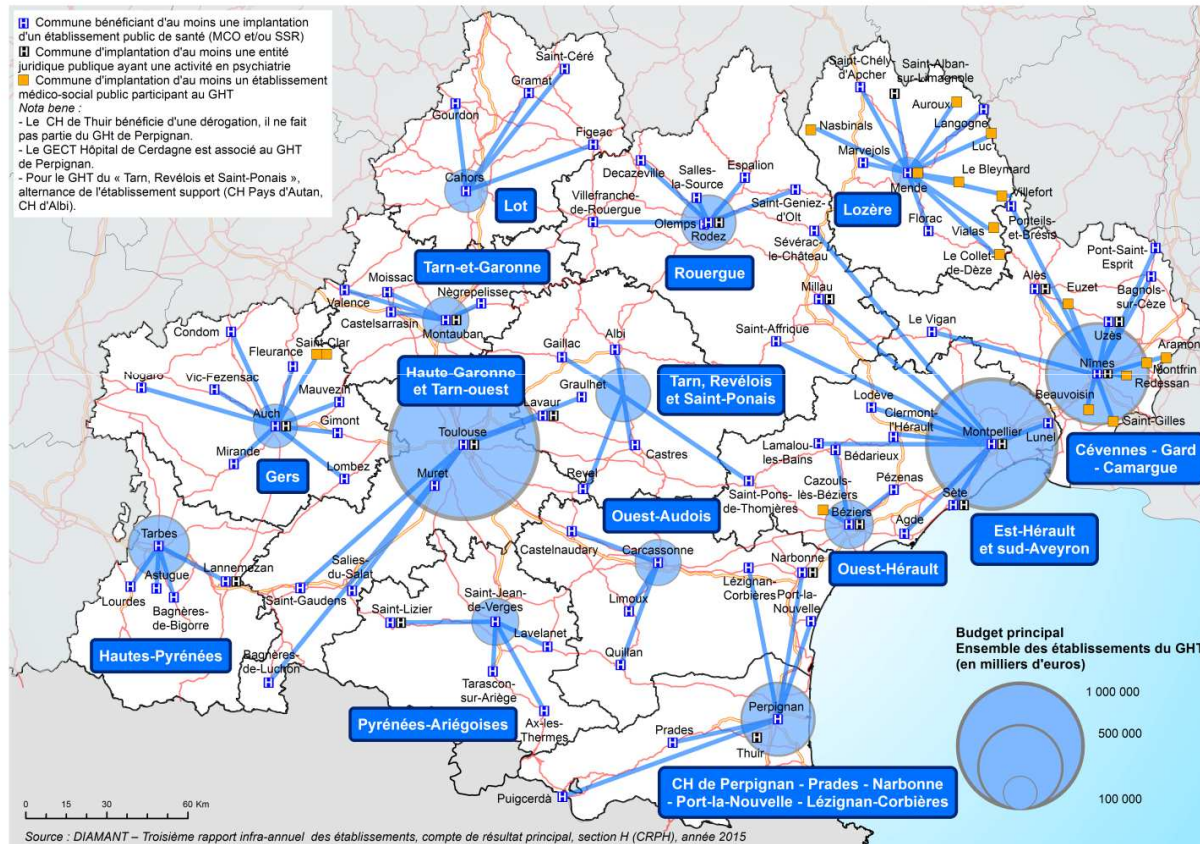 Commune bénéficiant d'au moins une implantation
d'un établissement public de santé (MCO et/ou SSR)
Commune d'implantation d'au moins une entité
juridique publique ayant une activité en psychiatrie
Commune d'implantation d'au moins un établissement
médico-social public participant au GHT
Nota bene :
- Le CH de Thuir bénéficie d'une dérogation, il ne fait
pas partie du GHt de Perpignan.
- Le GECT Hôpital de Cerdagne est associé au GHT
de Perpignan.
- Pour le GHT du « Tarn, Revélois et Saint-Ponais »,
alternance de l'établissement support (CH Pays d'Autan,
CH d'Albi).
Saint-Céré
Gramat
Gourdon
Figeac
Cahors
Lot
Decazeville
Salles-
la-Source
Espalion
Villefranche-
de-Rouergue
Saint-Geniez-
d'Olt
Olemps
Rodez
Rouergue
Sévérac-
le-Château
Millau
Saint-Affrique
Saint-Chély
d'Apcher
Saint-Alban-
sur-Limagnole
Auroux
Nasbinals
Langogne
Luc
Marvejols
Le Bleymard
Mende
Villefort
Lozère
Florac
Vialas
Ponteils-
et-Brésis
Le Collet-
de-Dèze
Pont-Saint-
Esprit
Alès
Euzet
Bagnols-
sur-Cèze
Le Vigan
Uzès
Aramon
Nîmes
Montfrin
Redessan
Beauvoisin
Saint-Gilles
Cévennes - Gard
- Camargue
Tarn-et-Garonne
Moissac
Nègrepelisse
Valence
Castelsarrasin
Montauban
Condom
Fleurance
Saint-Clar
Nogaro
Vic-Fezensac
Mauvezin
Auch
Gimont
Mirande
Lombez
Gers
Haute-Garonne
et Tarn-ouest
Albi
Gaillac
Graulhet
Lavaur
Tarn, Revélois
et Saint-Ponais
Toulouse
Muret
Castres
Revel
Saint-Pons-
de-Thomières
Lodève
Clermont-
l'Hérault
Montpellier
Lunel
Lamalou-
les-Bains
Bédarieux
Cazouls-
lès-Béziers
Pézenas
Béziers
Sète
Agde
Est-Hérault
et sud-Aveyron
Ouest-Hérault
Ouest-Audois
Castelnaudary
Carcassonne
Limoux
Quillan
Narbonne
Lézignan-
Corbières
Port-la-
Nouvelle
Tarbes
Lannemezan
Astugue
Lourdes
Bagnères-
de-Bigorre
Hautes-Pyrénées
Salies-
du-Salat
Saint-Gaudens
Bagnères-
de-Luchon
Saint-Lizier
Saint-Jean-
de-Verges
Lavelanet
Tarascon-
sur-Ariège
Ax-les-
Thermes
Pyrénées-Ariégoises
Perpignan
Prades
Thuir
Puigcerdà
CH de Perpignan - Prades - Narbonne
- Port-la-Nouvelle - Lézignan-Corbières
Budget principal
Ensemble des établissements du GHT
(en milliers d'euros)
1 000 000
500 000
100 000
0 15 30 60 Km
Source : DIAMANT – Troisième rapport infra-annuel des établissements, compte de résultat principal, section H (CRPH), année 2015